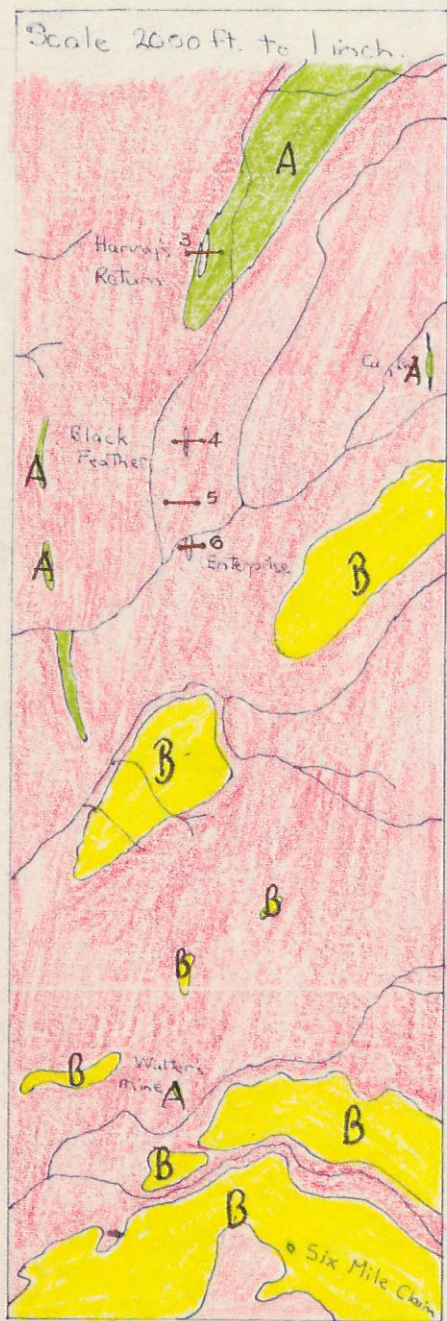 Scale 2000 ft. to 1 inch.
A
3
Harvey's
Return
A
4
Black
Feather
A
5
6
Enterprise
A
B
B
B
B
B
Walter's
Mine
A
B
B
B
Six Mile Claim